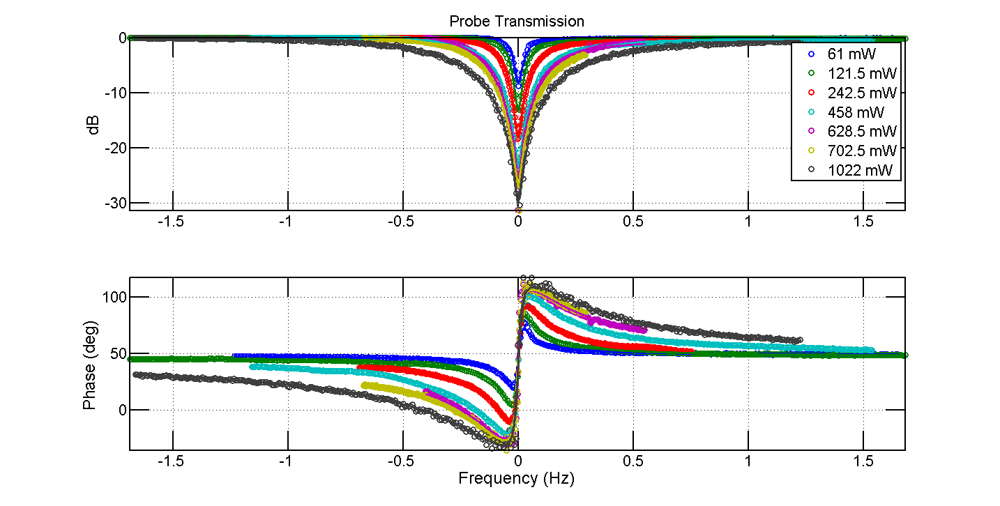 Probe Transmission
0
-10
-20
-30
dB
61 mW
121.5 mW
242.5 mW
458 mW
628.5 mW
702.5 mW
1022 mW
-1.5 -1 -0.5 0 0.5 1 1.5
100
50
0
Phase (deg)
-1.5 -1 -0.5 0 0.5 1 1.5
Frequency (Hz)